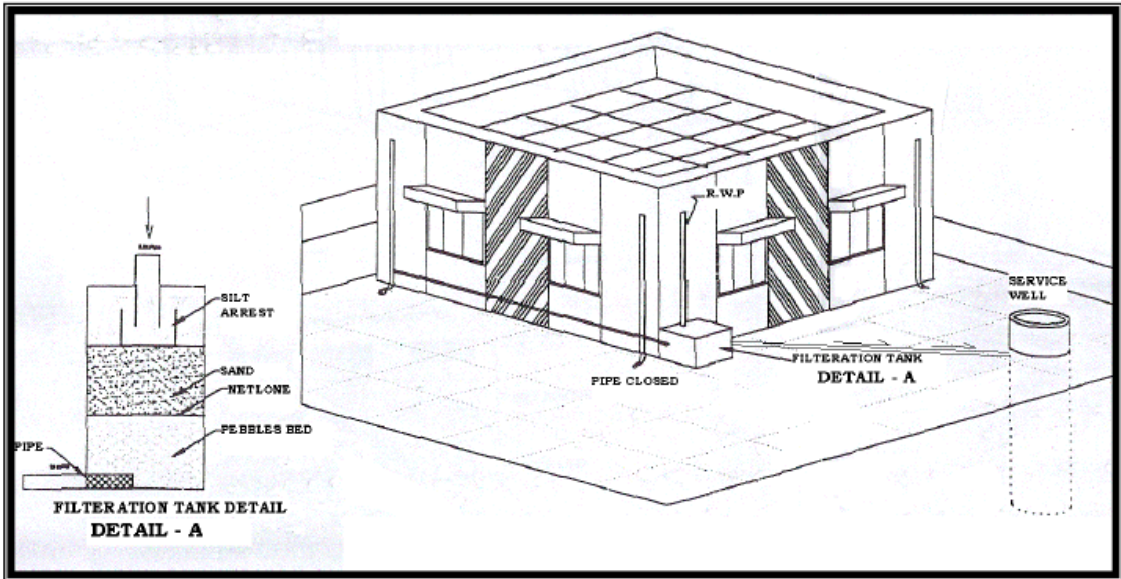 SILT
ARREST
SAND
NETLONE
PEBBLES BED
PIPE
FILTERATION TANK DETAIL
DETAIL - A
R.W.P
PIPE CLOSED
FILTERATION TANK
DETAIL - A
SERVICE
WELL